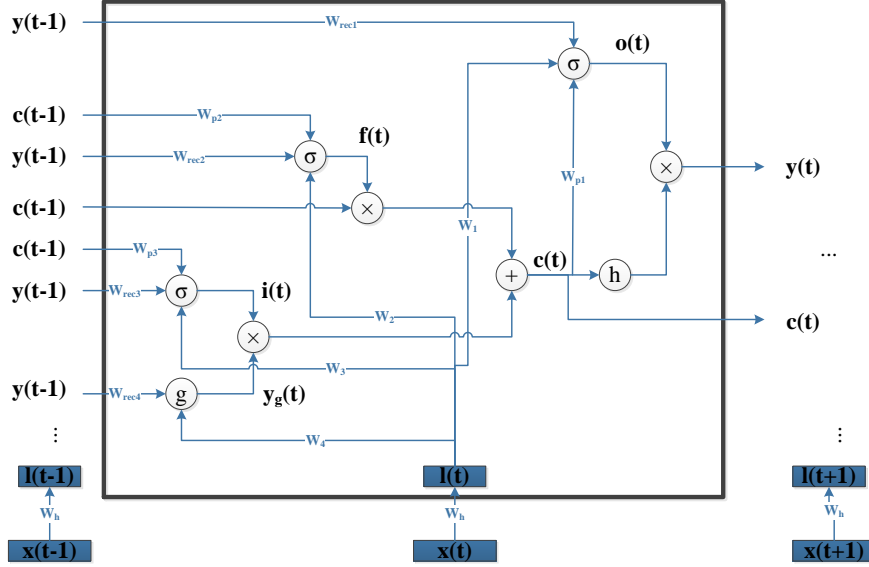 y(t-1)
W_rec1
o(t)
σ
c(t-1)
W_p2
f(t)
y(t-1)
W_rec2
σ
×
y(t)
W_p1
c(t-1)
×
W_1
c(t-1)
W_p3
c(t)
...
y(t-1)
W_rec3
σ
i(t)
+
h
W_2
×
c(t)
W_3
y(t-1)
W_rec4
g
y_g(t)
⋮
W_4
⋮
l(t-1)
l(t)
l(t+1)
W_h
W_h
W_h
x(t-1)
x(t)
x(t+1)